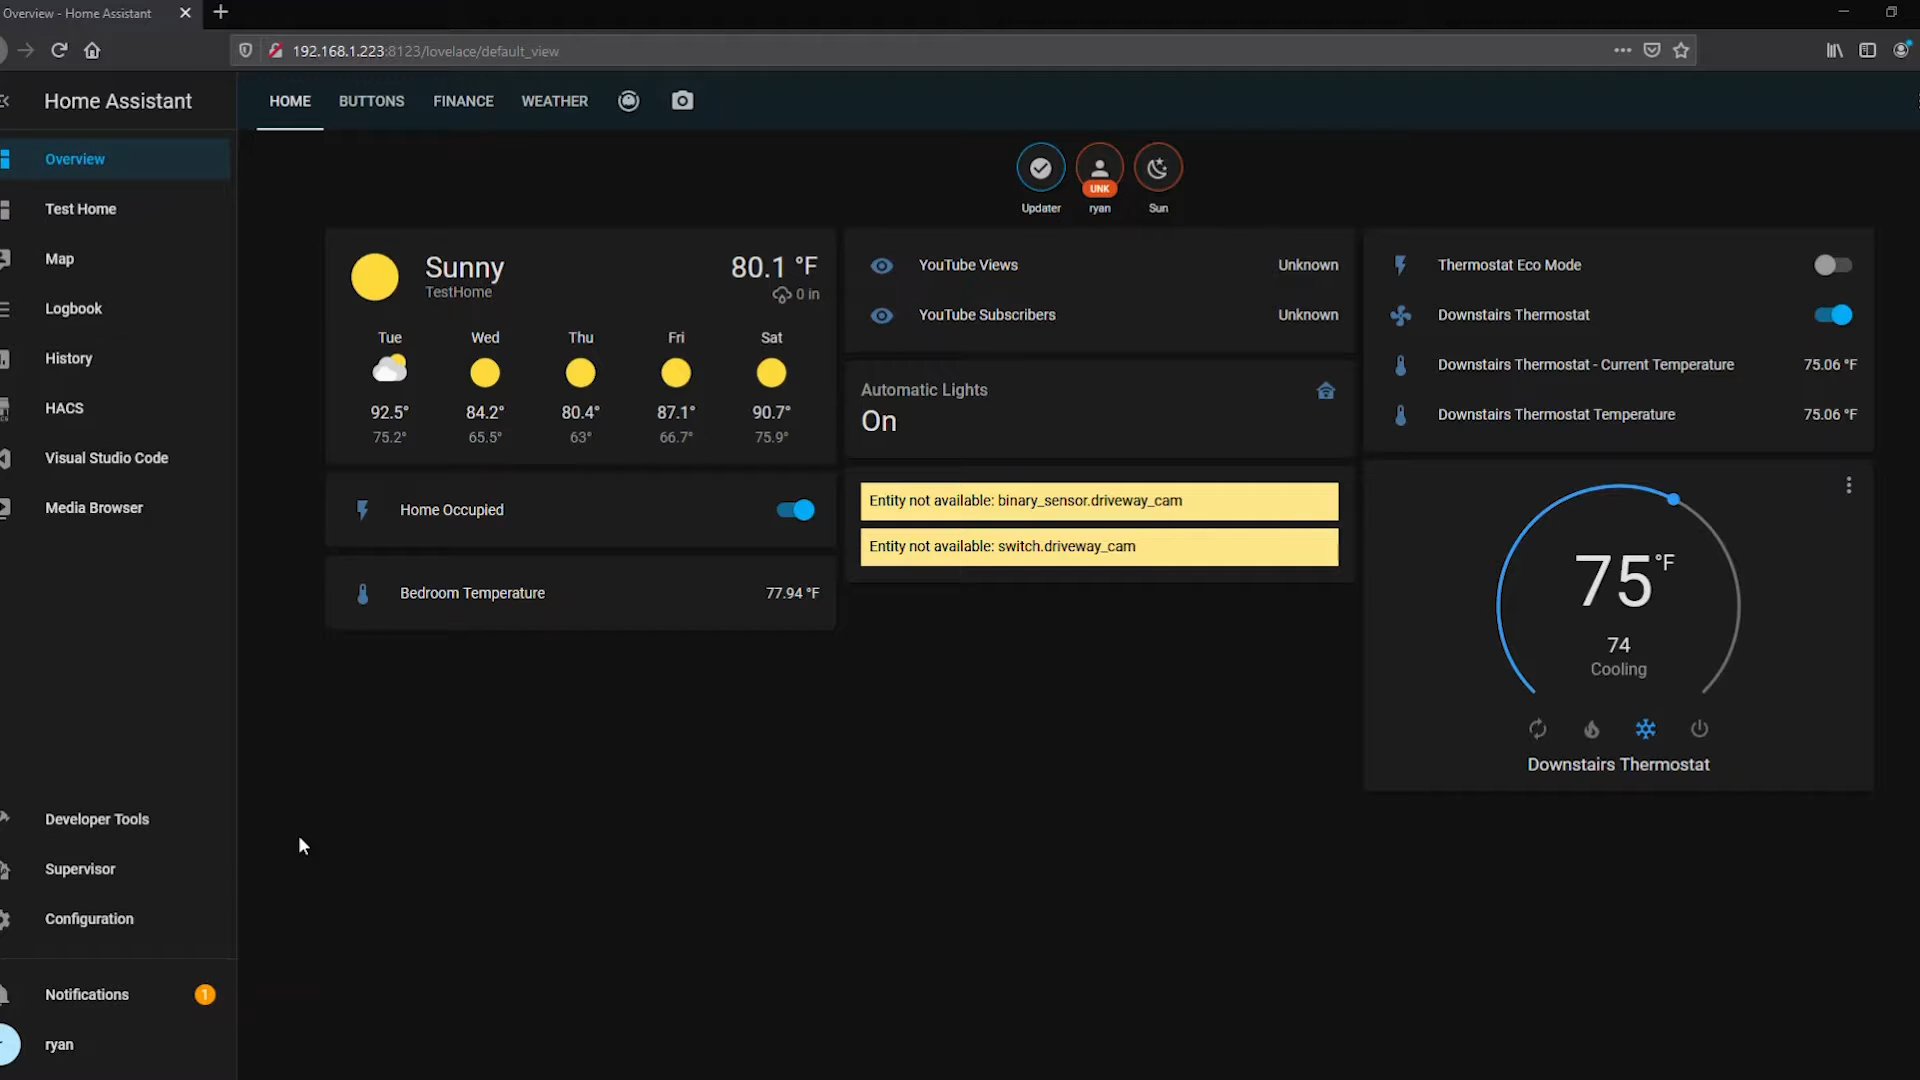 Overview - Home Assistant
192.168.1.223:8123/lovelace/default_view
Home Assistant
HOME
BUTTONS
FINANCE
WEATHER
Overview
Test Home
Map
Logbook
History
HACS
Visual Studio Code
Media Browser
Developer Tools
Supervisor
Configuration
Notifications
1
ryan
UNK
Updater
ryan
Sun
Sunny
TestHome
80.1 °F
0 in
Tue Wed Thu Fri Sat
92.5° 84.2° 80.4° 87.1° 90.7°
75.2° 65.5° 63° 66.7° 75.9°
Home Occupied
Bedroom Temperature 77.94 °F
YouTube Views Unknown
YouTube Subscribers Unknown
Automatic Lights
On
Entity not available: binary_sensor.driveway_cam
Entity not available: switch.driveway_cam
Thermostat Eco Mode
Downstairs Thermostat
Downstairs Thermostat - Current Temperature 75.06 °F
Downstairs Thermostat Temperature 75.06 °F
75 °F
74
Cooling
Downstairs Thermostat